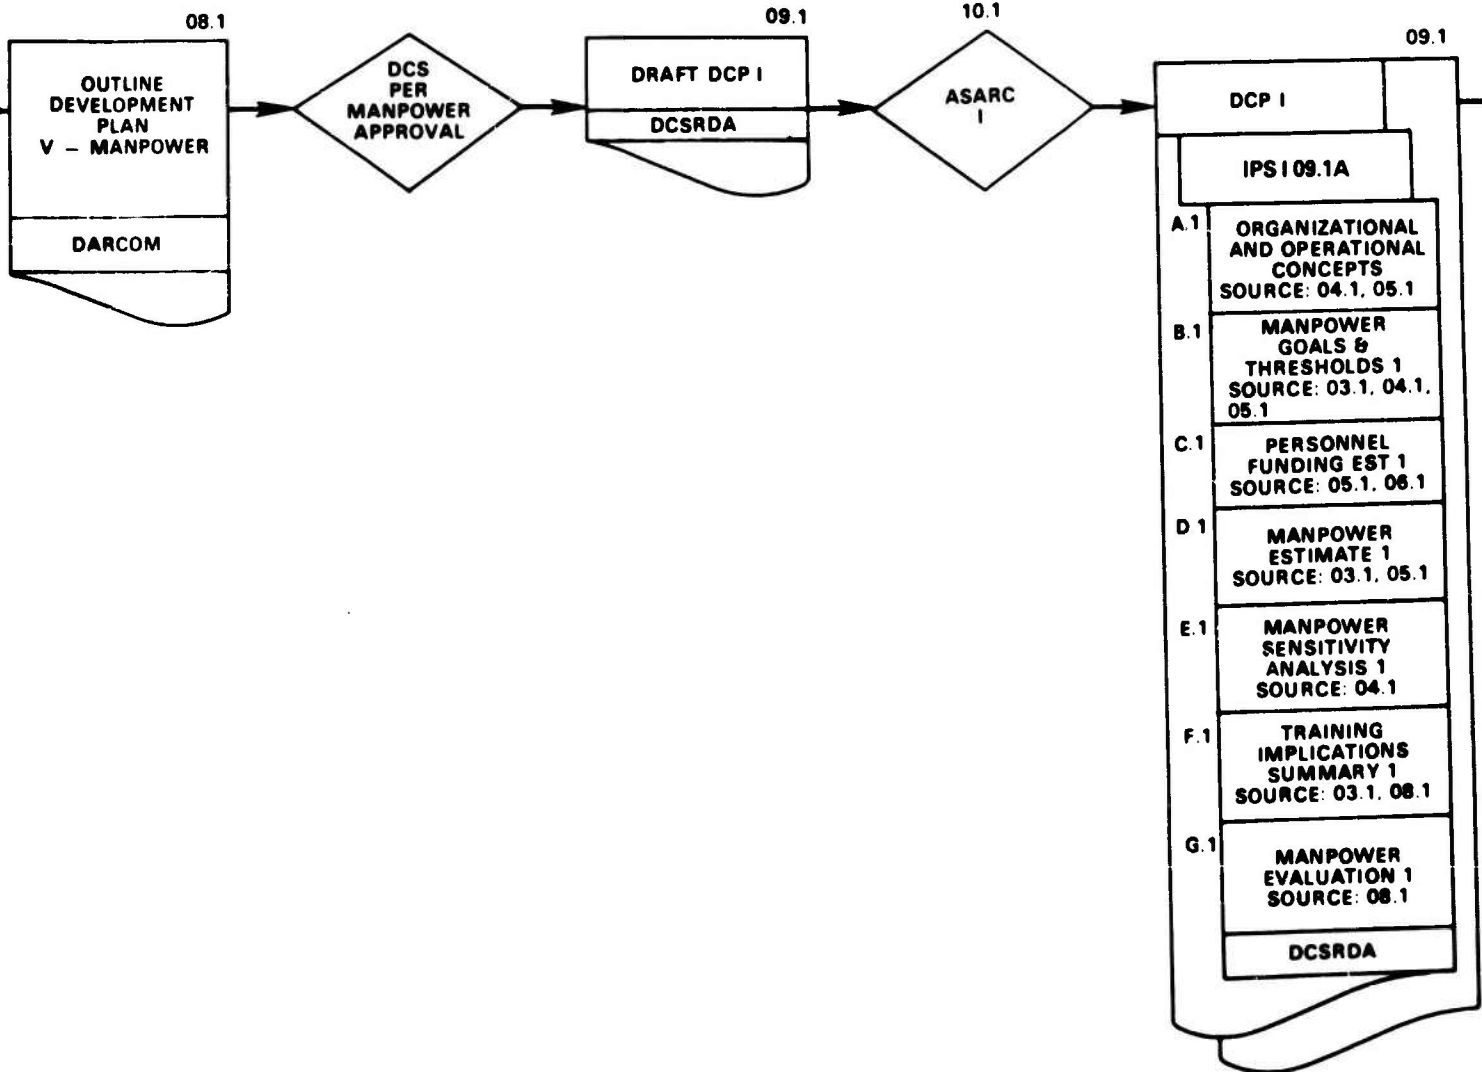 08.1
OUTLINE
DEVELOPMENT
PLAN
V – MANPOWER
DARCOM
DCS
PER
MANPOWER
APPROVAL
09.1
DRAFT DCP I
DCSRDA
10.1
ASARC
I
09.1
DCP I
IPS I 09.1A
A.1
ORGANIZATIONAL
AND OPERATIONAL
CONCEPTS
SOURCE: 04.1, 05.1
B.1
MANPOWER
GOALS &
THRESHOLDS 1
SOURCE: 03.1, 04.1,
05.1
C.1
PERSONNEL
FUNDING EST 1
SOURCE: 05.1, 06.1
D 1
MANPOWER
ESTIMATE 1
SOURCE: 03.1, 05.1
E.1
MANPOWER
SENSITIVITY
ANALYSIS 1
SOURCE: 04.1
F.1
TRAINING
IMPLICATIONS
SUMMARY 1
SOURCE: 03.1, 08.1
G.1
MANPOWER
EVALUATION 1
SOURCE: 08.1
DCSRDA